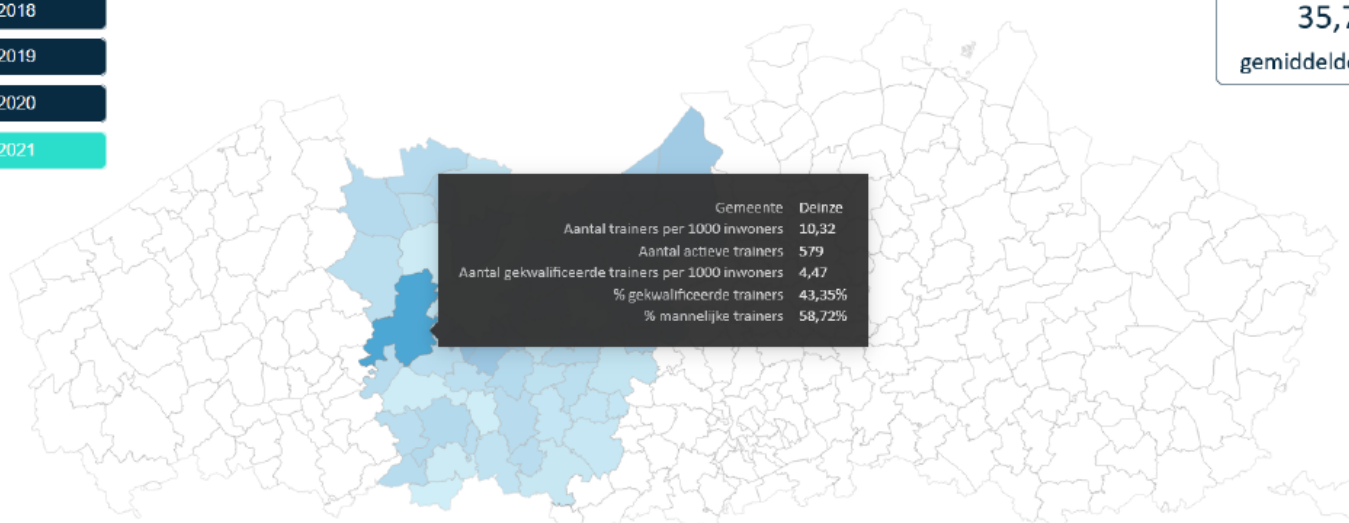 2018
2019
2020
2021
35,7
gemiddelde
Gemeente Deinze
Aantal trainers per 1000 inwoners 10,32
Aantal actieve trainers 579
Aantal gekwalificeerde trainers per 1000 inwoners 4,47
% gekwalificeerde trainers 43,35%
% mannelijke trainers 58,72%